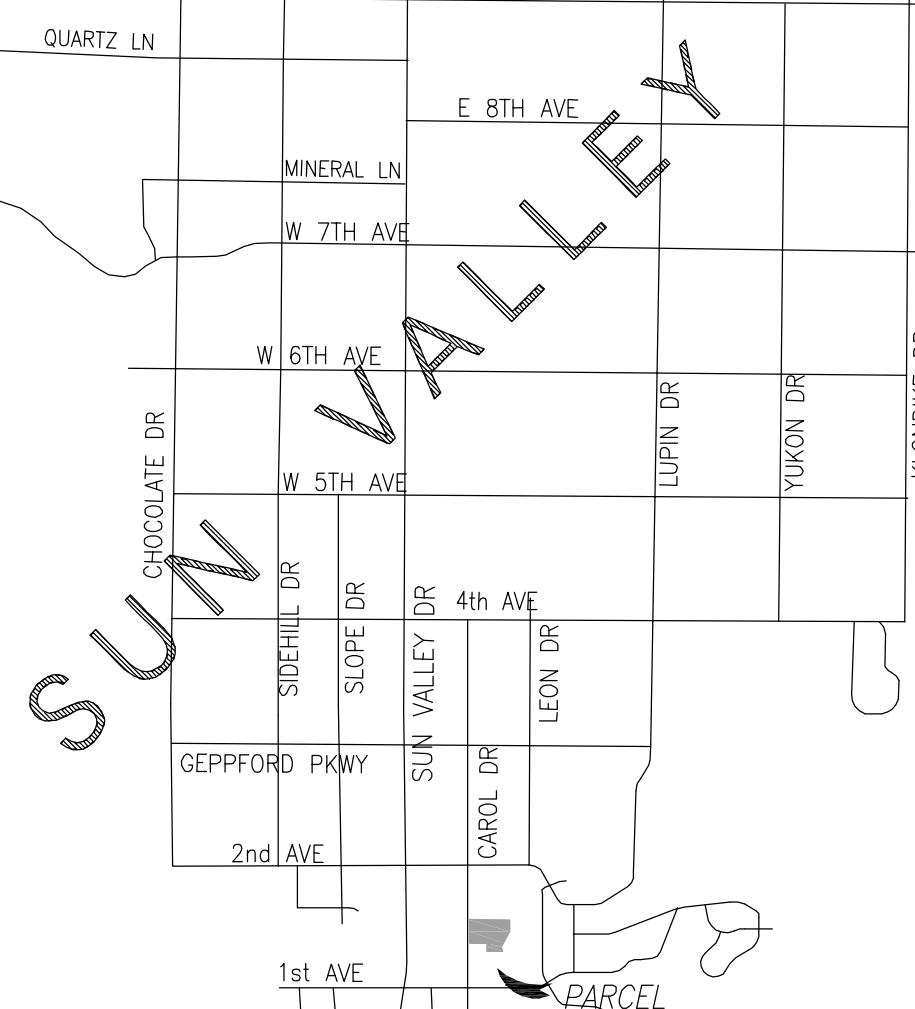 QUARTZ LN
E 8TH AVE
MINERAL LN
W 7TH AVE
SUN VALLEY
W 6TH AVE
CHOCOLATE DR
LUPIN DR
YUKON DR
W 5TH AVE
SIDEHILL DR
SLOPE DR
SUN VALLEY DR
4th AVE
LEON DR
GEPPFORD PKWY
CAROL DR
2nd AVE
1st AVE
PARCEL